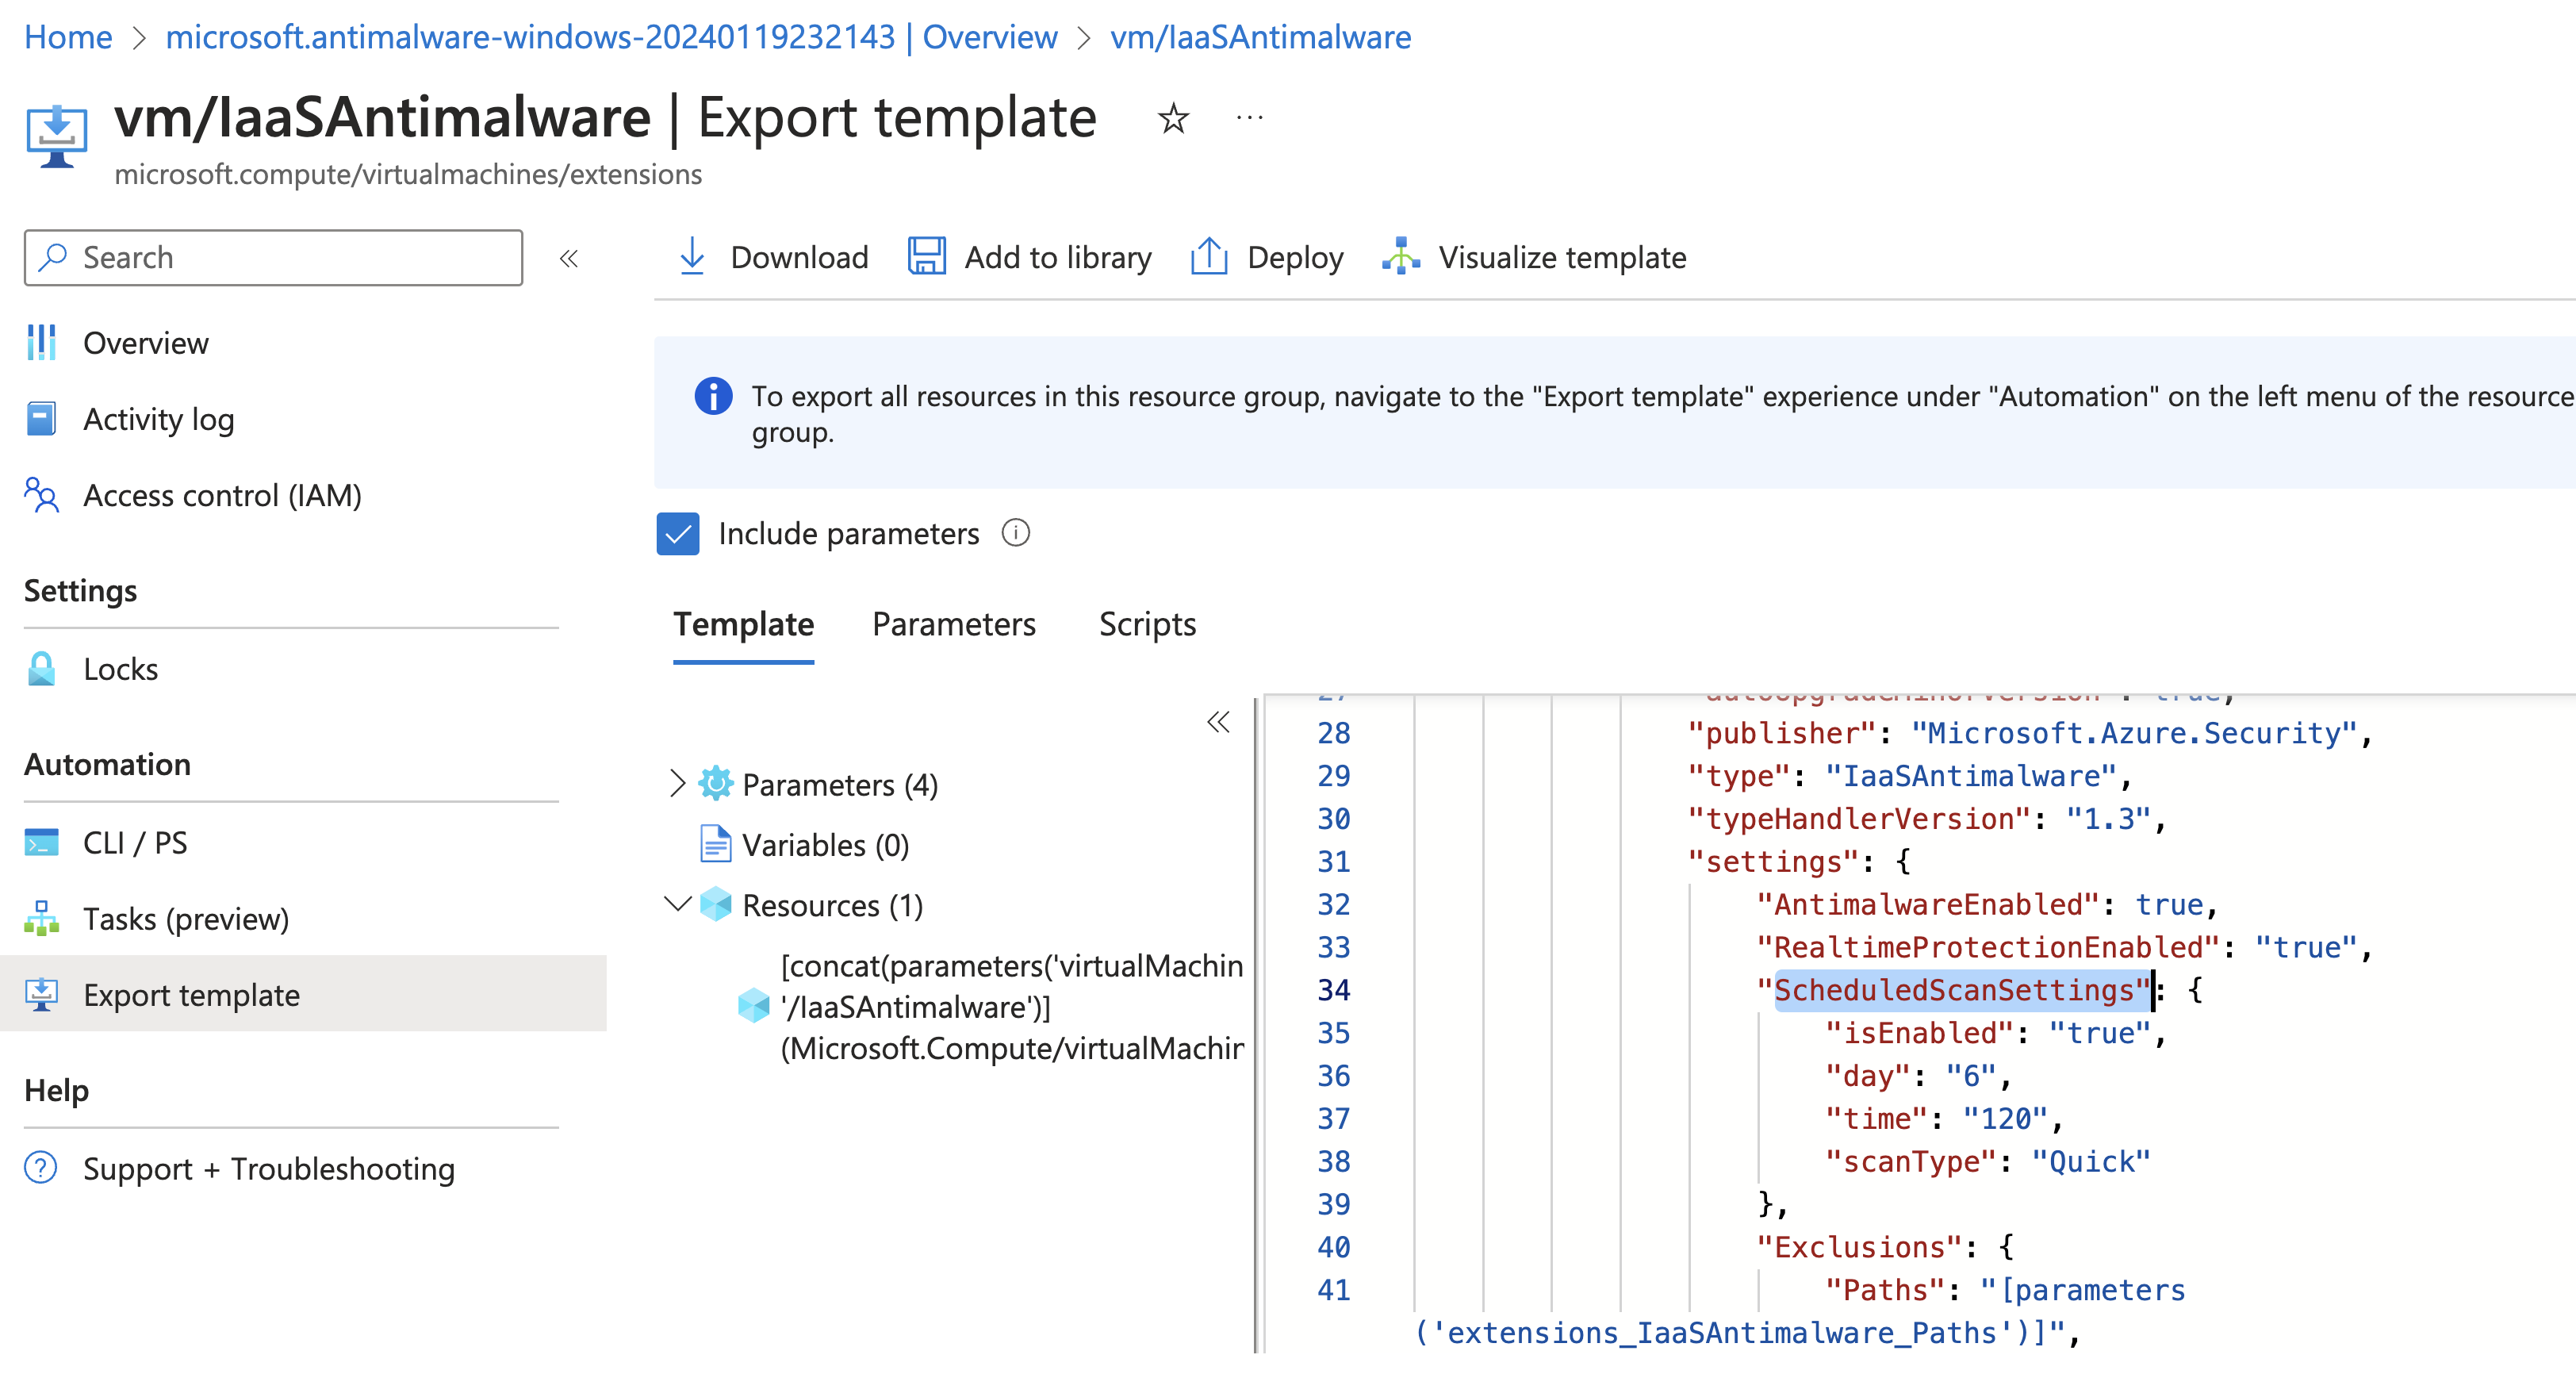 Home > microsoft.antimalware-windows-20240119232143 | Overview > vm/IaaSAntimalware
vm/IaaSAntimalware | Export template
microsoft.compute/virtualmachines/extensions
Search
Download
Add to library
Deploy
Visualize template
Overview
Activity log
Access control (IAM)
Settings
Locks
Automation
CLI / PS
Tasks (preview)
Export template
Help
Support + Troubleshooting
To export all resources in this resource group, navigate to the "Export template" experience under "Automation" on the left menu of the resource
group.
Include parameters
Template
Parameters
Scripts
Parameters (4)
Variables (0)
Resources (1)
[concat(parameters('virtualMachin
'/IaaSAntimalware')]
(Microsoft.Compute/virtualMachin
27 "autoUpgradeMinorVersion": true,
28 "publisher": "Microsoft.Azure.Security",
29 "type": "IaaSAntimalware",
30 "typeHandlerVersion": "1.3",
31 "settings": {
32 "AntimalwareEnabled": true,
33 "RealtimeProtectionEnabled": "true",
34 "ScheduledScanSettings": {
35 "isEnabled": "true",
36 "day": "6",
37 "time": "120",
38 "scanType": "Quick"
39 },
40 "Exclusions": {
41 "Paths": "[parameters
('extensions_IaaSAntimalware_Paths')]",